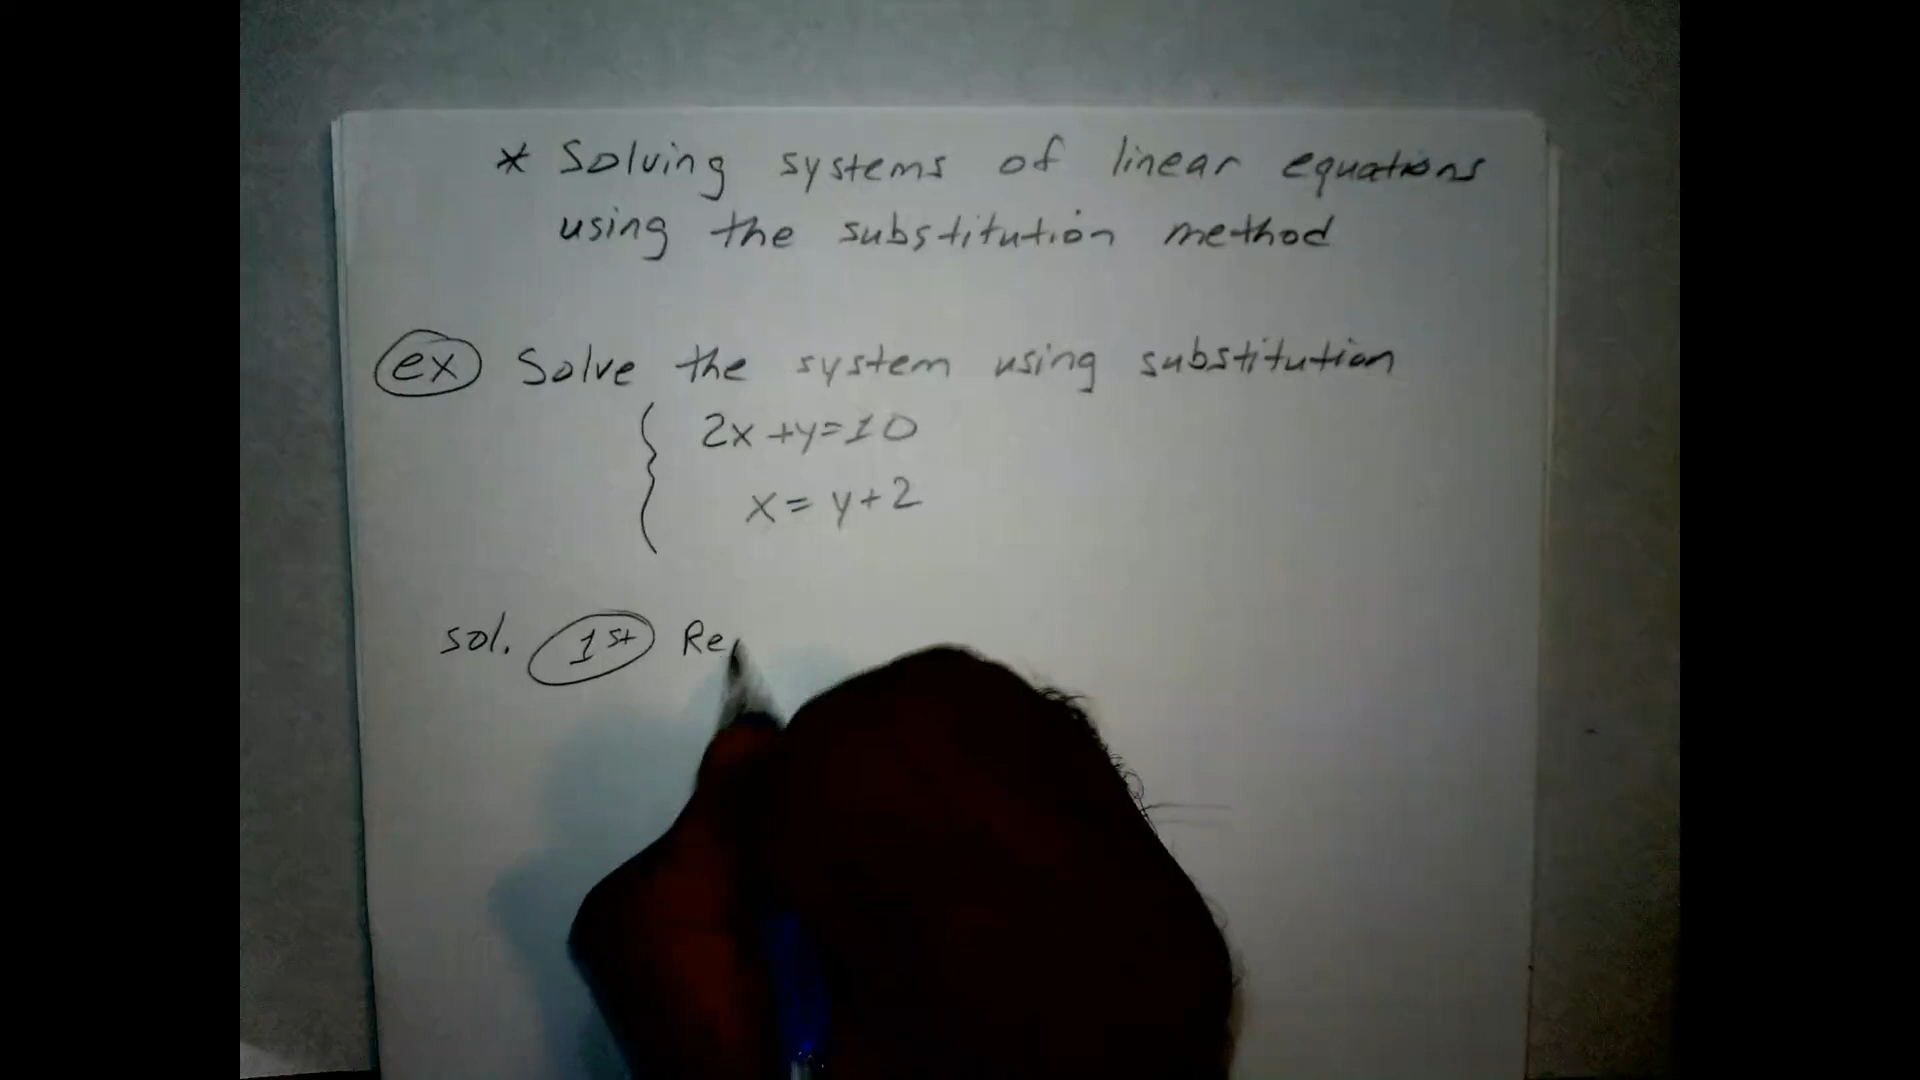 * Solving systems of linear equations
using the substitution method
ex Solve the system using substitution
2x+y=10
x=y+2
sol. 1st Re